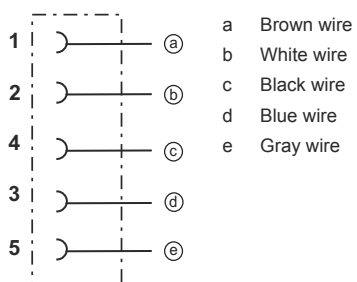 1 a
2 b
4 c
3 d
5 e
a Brown wire
b White wire
c Black wire
d Blue wire
e Gray wire